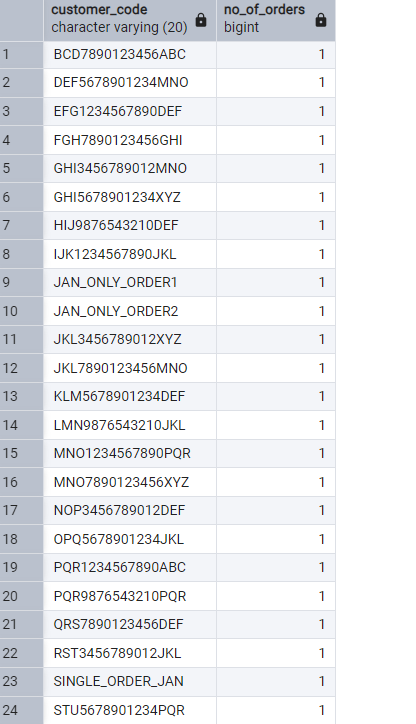 customer_code no_of_orders
character varying (20) bigint
1 BCD7890123456ABC 1
2 DEF5678901234MNO 1
3 EFG1234567890DEF 1
4 FGH7890123456GHI 1
5 GHI3456789012MNO 1
6 GHI5678901234XYZ 1
7 HIJ9876543210DEF 1
8 IJK1234567890JKL 1
9 JAN_ONLY_ORDER1 1
10 JAN_ONLY_ORDER2 1
11 JKL3456789012XYZ 1
12 JKL7890123456MNO 1
13 KLM5678901234DEF 1
14 LMN9876543210JKL 1
15 MNO1234567890PQR 1
16 MNO7890123456XYZ 1
17 NOP3456789012DEF 1
18 OPQ5678901234JKL 1
19 PQR1234567890ABC 1
20 PQR9876543210PQR 1
21 QRS7890123456DEF 1
22 RST3456789012JKL 1
23 SINGLE_ORDER_JAN 1
24 STU5678901234PQR 1